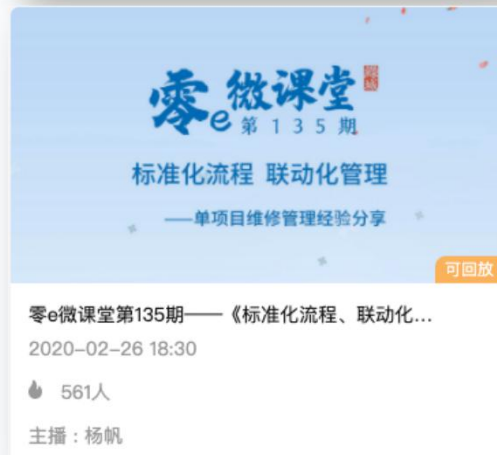 零e微课堂
第135期
标准化流程 联动化管理
——单项目维修管理经验分享
可回放
零e微课堂第135期——《标准化流程、联动化...
2020-02-26 18:30
561人
主播：杨帆